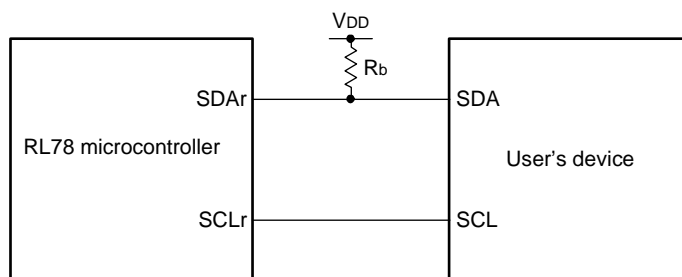 VDD
Rb
SDAr
SDA
RL78 microcontroller
User's device
SCLr
SCL